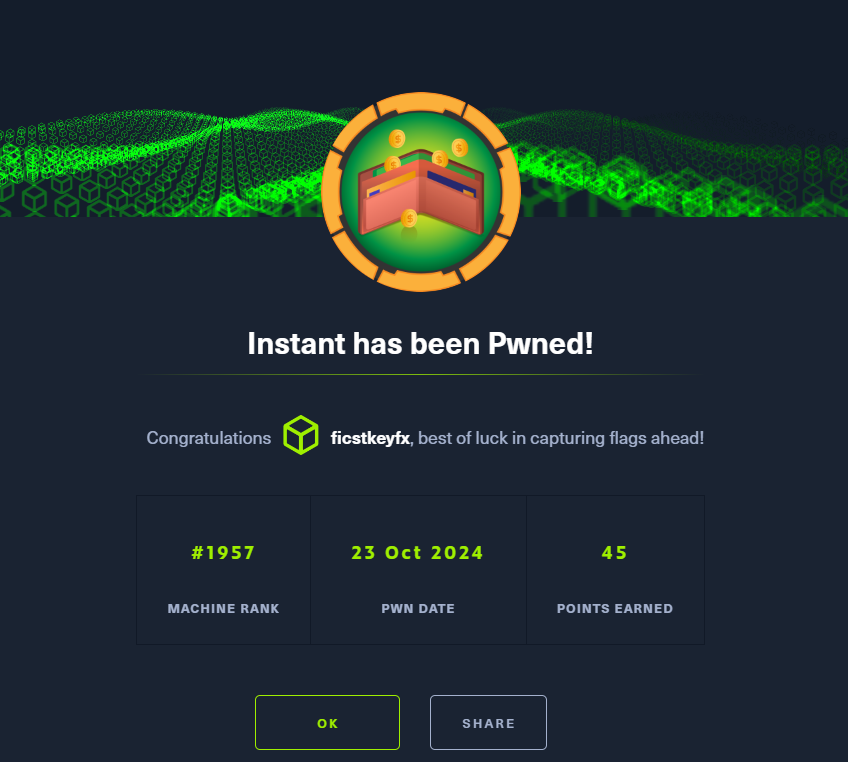 Instant has been Pwned!
Congratulations ficstkeyfx, best of luck in capturing flags ahead!
#1957 23 Oct 2024 45
MACHINE RANK PWN DATE POINTS EARNED
OK SHARE